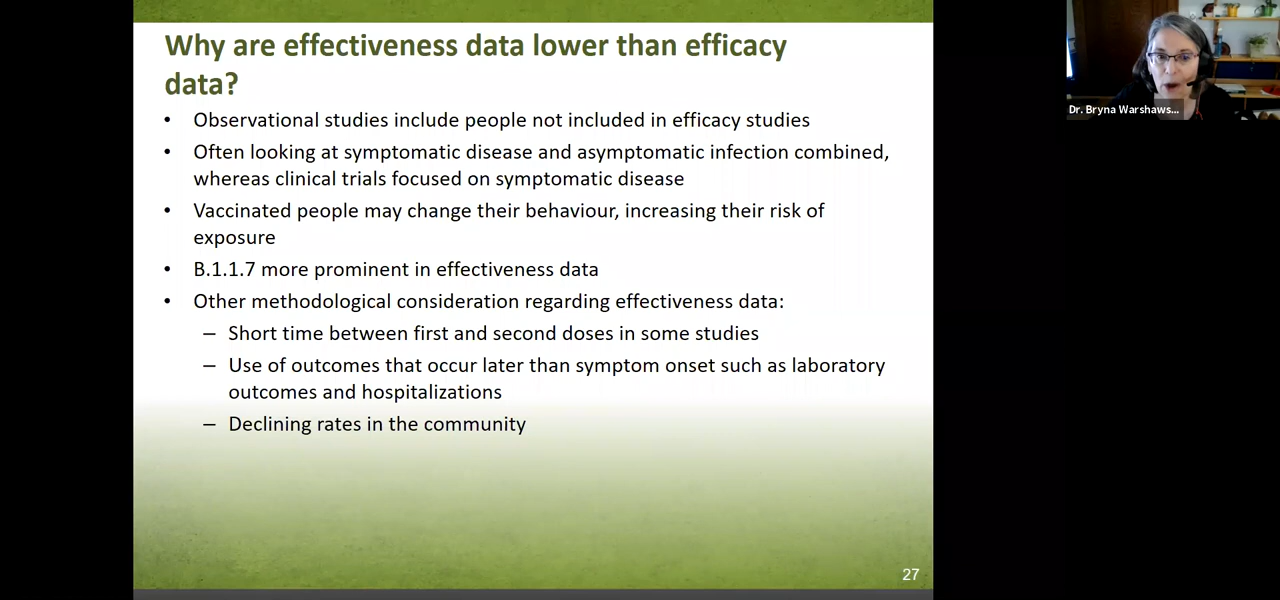 Why are effectiveness data lower than efficacy
data?
• Observational studies include people not included in efficacy studies
• Often looking at symptomatic disease and asymptomatic infection combined,
whereas clinical trials focused on symptomatic disease
• Vaccinated people may change their behaviour, increasing their risk of
exposure
• B.1.1.7 more prominent in effectiveness data
• Other methodological consideration regarding effectiveness data:
– Short time between first and second doses in some studies
– Use of outcomes that occur later than symptom onset such as laboratory
outcomes and hospitalizations
– Declining rates in the community
27
Dr. Bryna Warshaws...